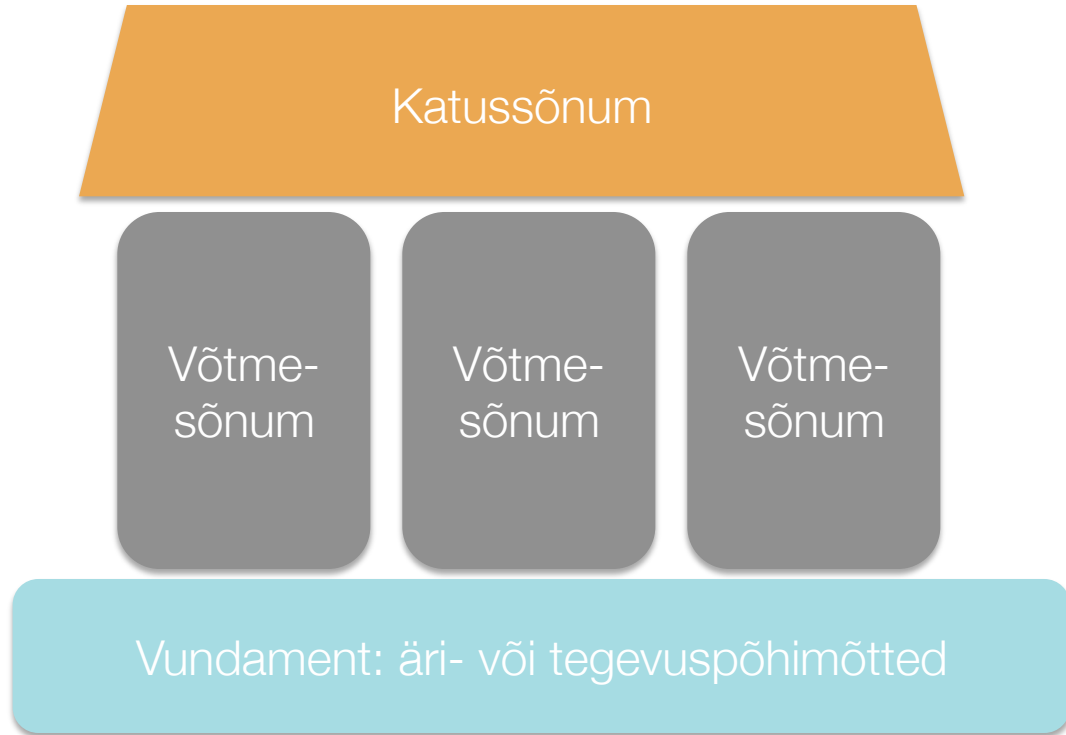 Katussõnum
Võtme-
sõnum
Võtme-
sõnum
Võtme-
sõnum
Vundament: äri- või tegevuspõhimõtted